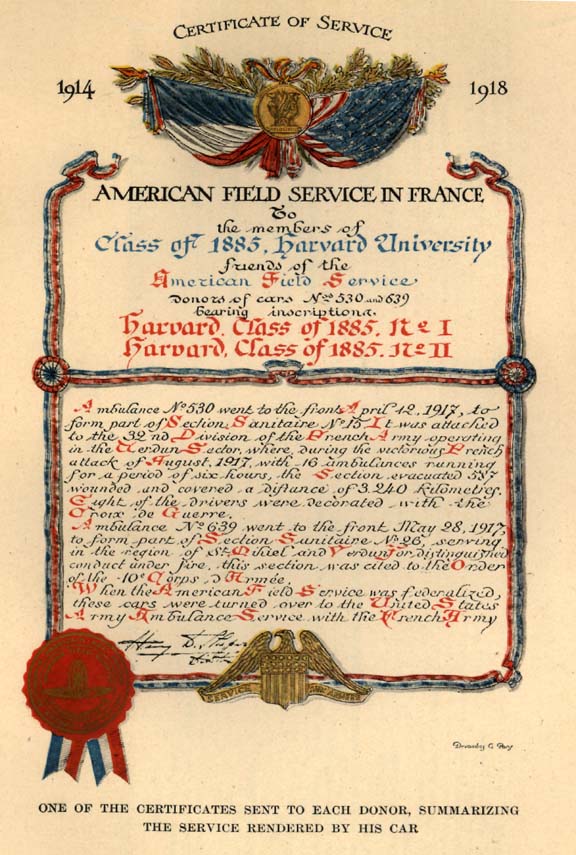 CERTIFICATE OF SERVICE
1914
1918
AMERICAN FIELD SERVICE IN FRANCE
To
the members of
Class of 1885, Harvard University
friends of the
American Field Service
donors of cars Nos 530 and 639
bearing inscriptions.
Harvard, Class of 1885. No I
Harvard, Class of 1885. No II
Ambulance No 530 went to the front April 12, 1917, to
form part of Section Sanitaire No 15. It was attached
to the 32nd Division of the French Army operating
in the Verdun Sector, where, during the victorious French
attack of August, 1917, with 16 ambulances running
for a period of six hours, the Section evacuated 587
wounded and covered a distance of 3.240 Kilometres.
Eight of the drivers were decorated with the
Croix de Guerre.
Ambulance No 639 went to the front May 28, 1917,
to form part of Section Sanitaire No 26, serving
in the region of St Mihiel and Verdun For distinguished
conduct under fire, this section was cited to the Order
of the 10e Corps d'Armée.
When the American Field Service was federalized,
these cars were turned over to the United States
Army Ambulance Service with the French Army
SERVICE
ONE OF THE CERTIFICATES SENT TO EACH DONOR, SUMMARIZING
THE SERVICE RENDERED BY HIS CAR